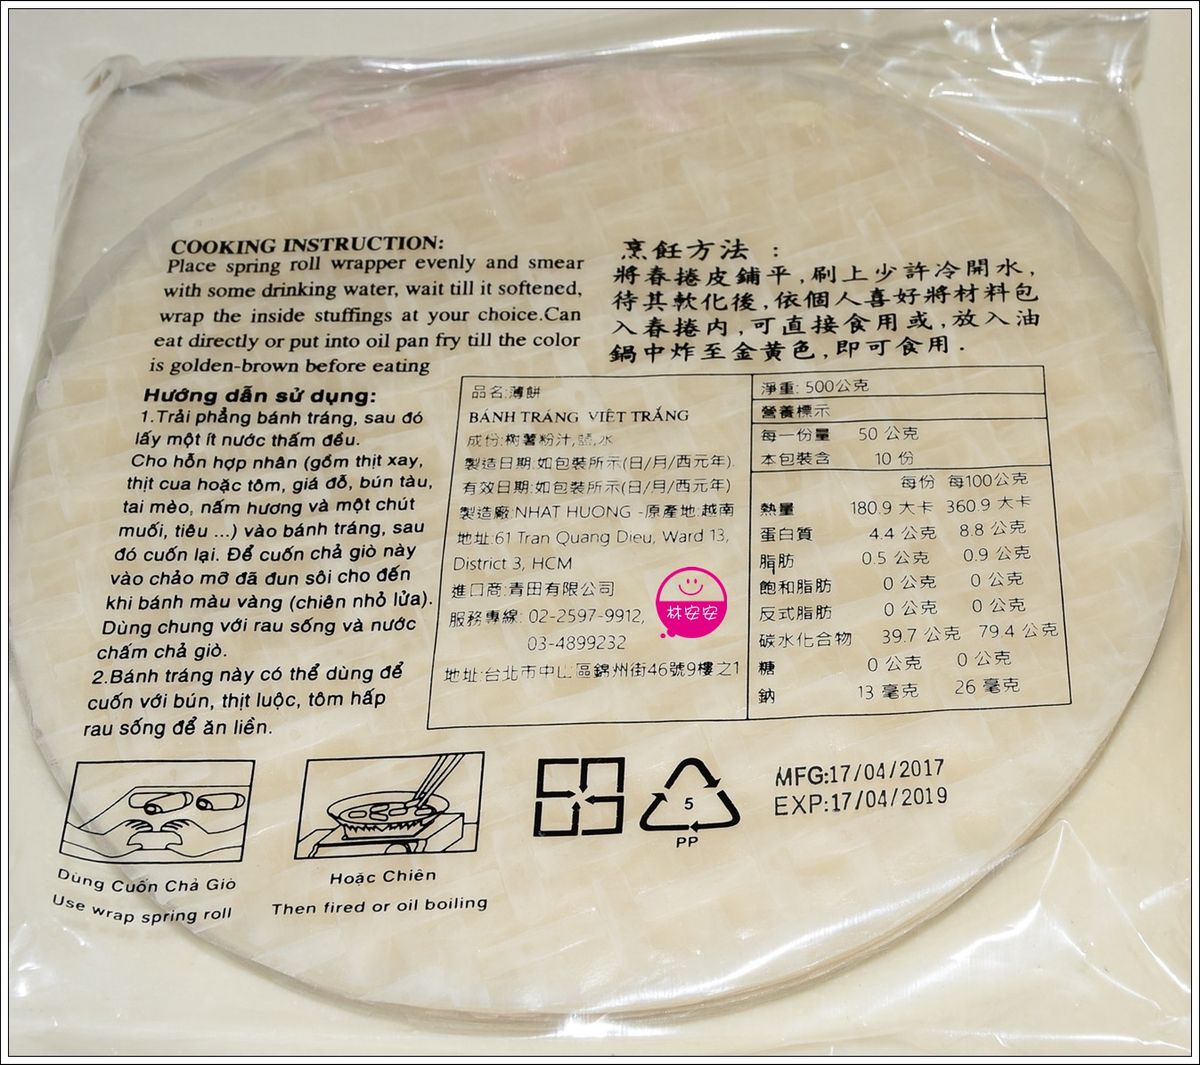 COOKING INSTRUCTION:
Place spring roll wrapper evenly and smear
with some drinking water, wait till it softened,
wrap the inside stuffings at your choice.Can
eat directly or put into oil pan fry till the color
is golden-brown before eating
烹飪方法：
將春捲皮鋪平,刷上少許冷開水,
待其軟化後,依個人喜好將材料包
入春捲內,可直接食用或,放入油
鍋中炸至金黃色,即可食用.
Hướng dẫn sử dụng:
1.Trải phẳng bánh tráng, sau đó
lấy một ít nước thấm đều.
Cho hỗn hợp nhân (gồm thịt xay,
thịt cua hoặc tôm, giá đỗ, bún tàu,
tai mèo, nấm hương và một chút
muối, tiêu ...) vào bánh tráng, sau
đó cuốn lại. Để cuốn chả giò này
vào chảo mỡ đã đun sôi cho đến
khi bánh màu vàng (chiên nhỏ lửa).
Dùng chung với rau sống và nước
chấm chả giò.
2.Bánh tráng này có thể dùng để
cuốn với bún, thịt luộc, tôm hấp
rau sống để ăn liền.
品名:薄餅
BÁNH TRÁNG VIỆT TRẮNG
成份:樹薯粉汁,鹽,水
製造日期:如包裝所示(日/月/西元年).
有效日期:如包裝所示(日/月/西元年)
製造廠:NHAT HUONG -原產地:越南
地址:61 Tran Quang Dieu, Ward 13,
District 3, HCM
進口商:青田有限公司
服務專線: 02-2597-9912,
03-4899232
地址:台北市中山區錦州街46號9樓之1
林安安
淨重: 500公克
營養標示
每一份量 50 公克
本包裝含 10 份
每份 每100公克
熱量 180.9 大卡 360.9 大卡
蛋白質 4.4 公克 8.8 公克
脂肪 0.5 公克 0.9 公克
飽和脂肪 0 公克 0 公克
反式脂肪 0 公克 0 公克
碳水化合物 39.7 公克 79.4 公克
糖 0 公克 0 公克
鈉 13 毫克 26 毫克
Dùng Cuốn Chả Giò
Use wrap spring roll
Hoặc Chiên
Then fired or oil boiling
5
PP
MFG:17/04/2017
EXP:17/04/2019